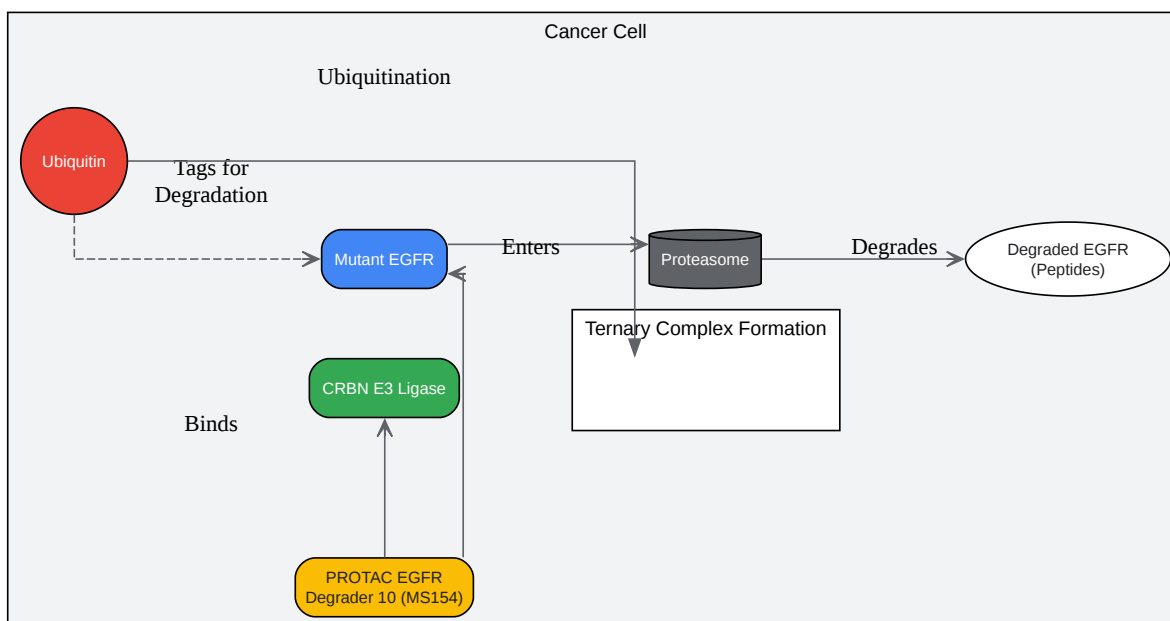 Cancer Cell
Ubiquitination
Ubiquitin
Tags for
Degradation
Mutant EGFR
Enters
Proteasome
Degrades
Degraded EGFR
(Peptides)
Ternary Complex Formation
CRBN E3 Ligase
Binds
PROTAC EGFR
Degrader 10 (MS154)